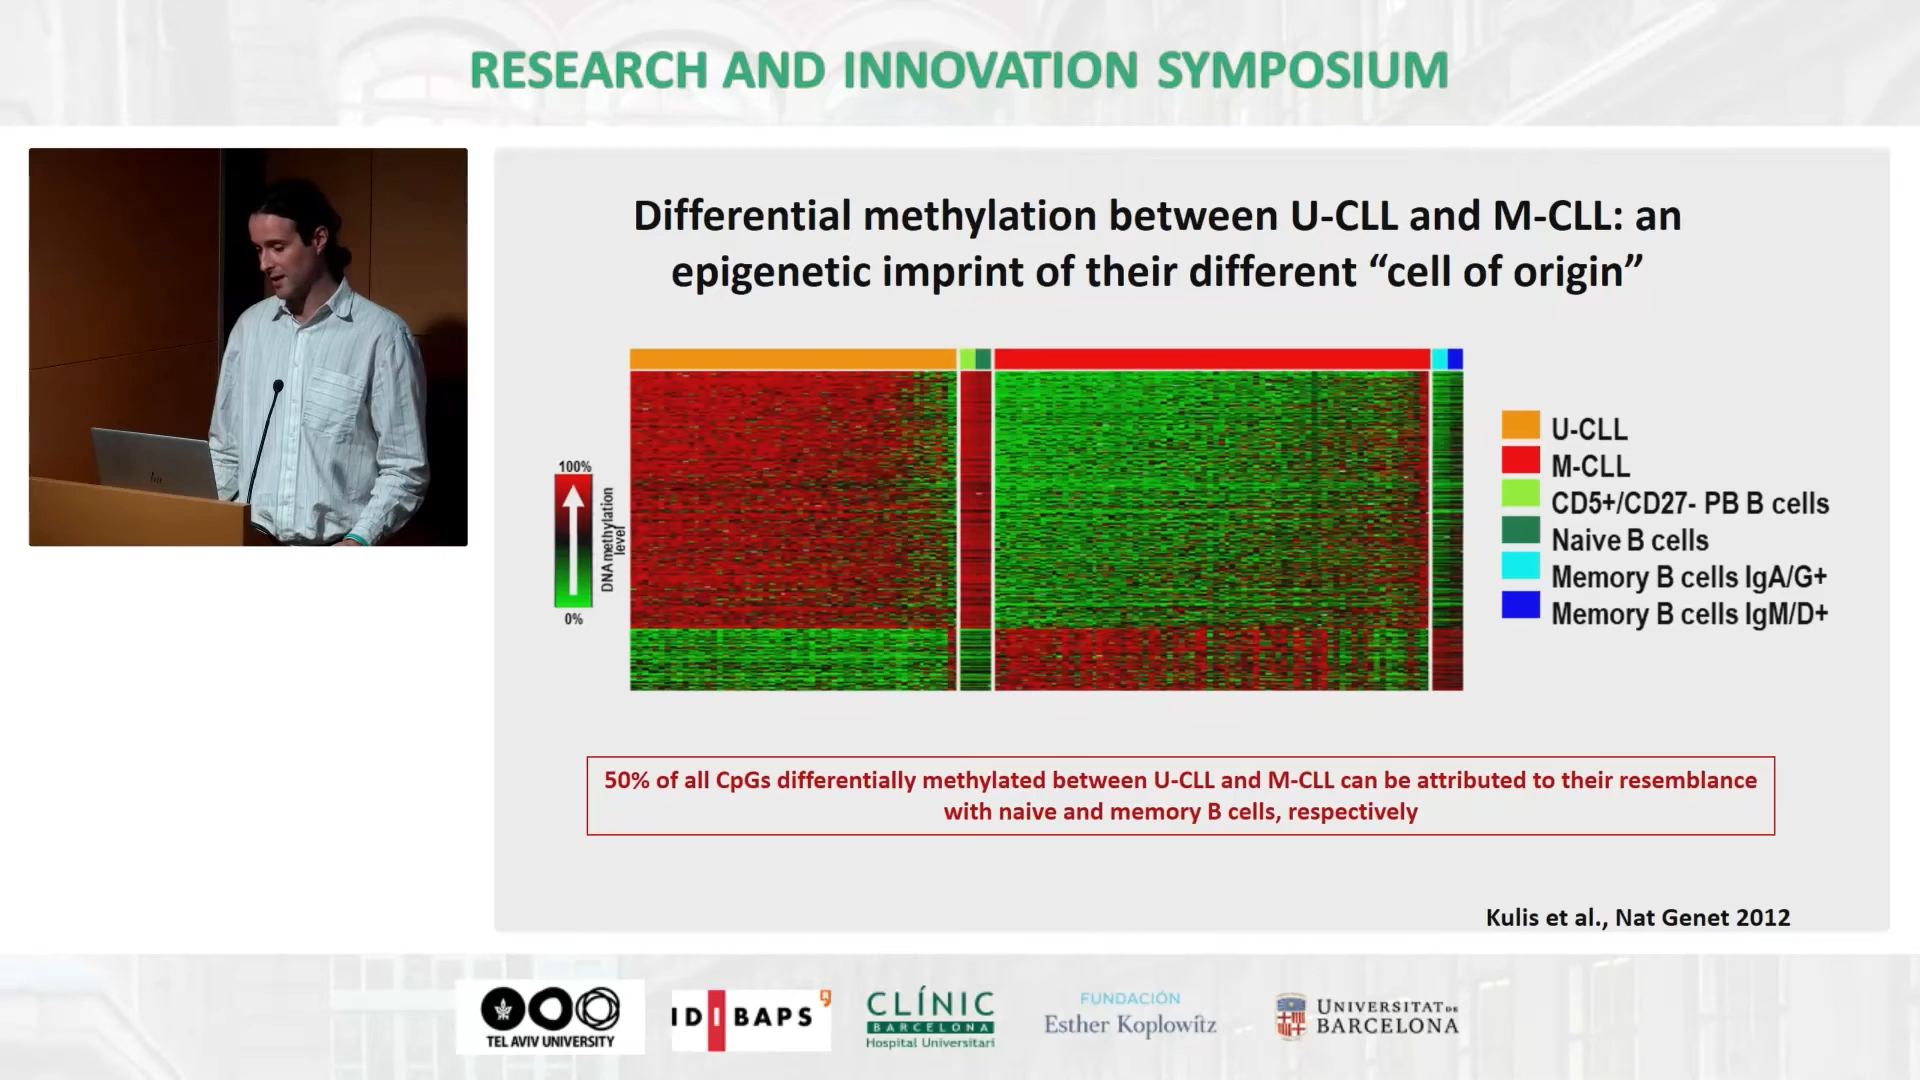 RESEARCH AND INNOVATION SYMPOSIUM
Differential methylation between U-CLL and M-CLL: an
epigenetic imprint of their different “cell of origin”
100%
DNA methylation
level
0%
U-CLL
M-CLL
CD5+/CD27- PB B cells
Naive B cells
Memory B cells IgA/G+
Memory B cells IgM/D+
50% of all CpGs differentially methylated between U-CLL and M-CLL can be attributed to their resemblance
with naive and memory B cells, respectively
Kulis et al., Nat Genet 2012
TEL AVIV UNIVERSITY
IDIBAPS
CLÍNIC
BARCELONA
Hospital Universitari
FUNDACIÓN
Esther Koplowitz
UNIVERSITAT DE
BARCELONA